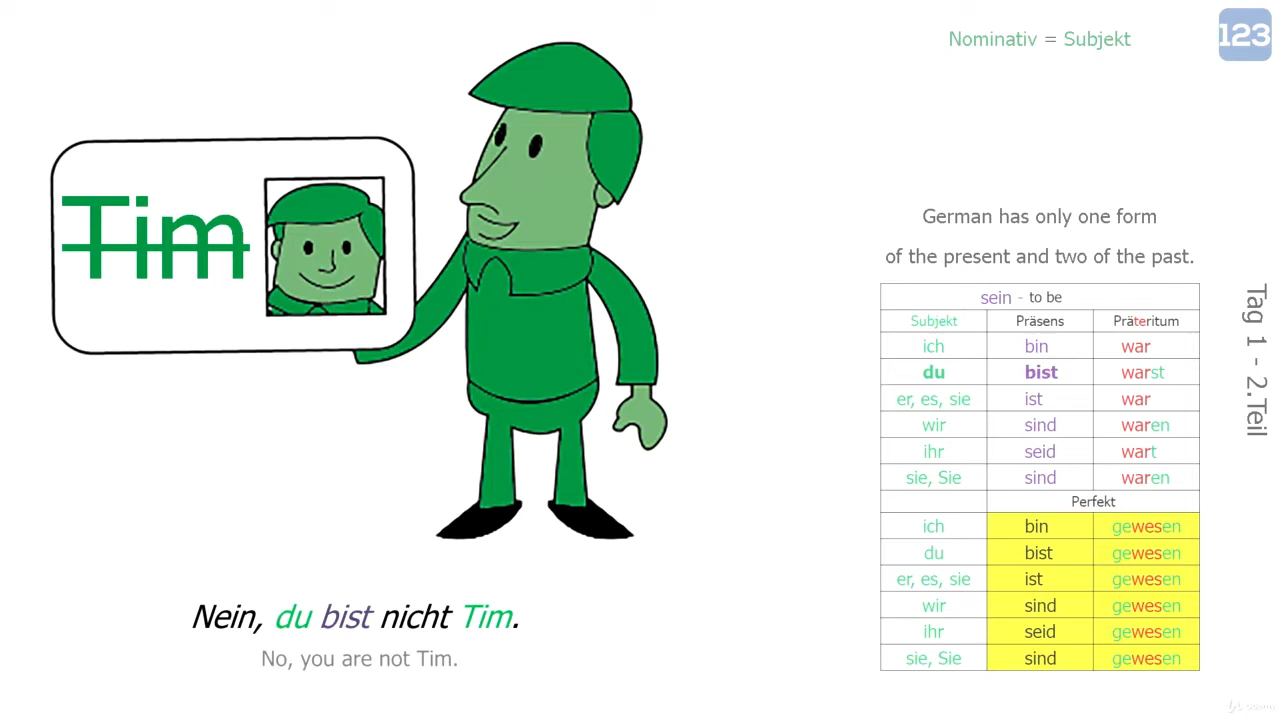 Nominativ = Subjekt
123
Tim
German has only one form
of the present and two of the past.
sein - to be
Subjekt Präsens Präteritum
ich bin war
du bist warst
er, es, sie ist war
wir sind waren
ihr seid wart
sie, Sie sind waren
Perfekt
ich bin gewesen
du bist gewesen
er, es, sie ist gewesen
wir sind gewesen
ihr seid gewesen
sie, Sie sind gewesen
Tag 1 - 2.Teil
Nein, du bist nicht Tim.
No, you are not Tim.